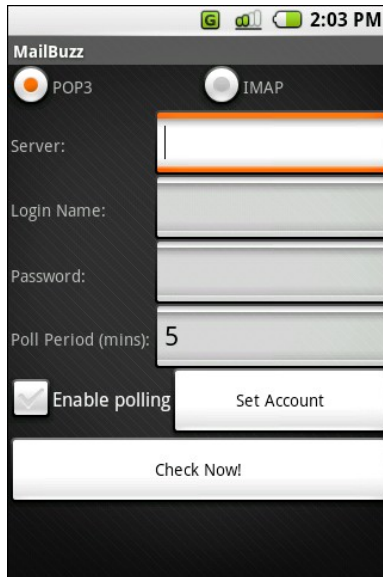 G 2:03 PM
MailBuzz
POP3 IMAP
Server:
Login Name:
Password:
Poll Period (mins): 5
Enable polling Set Account
Check Now!